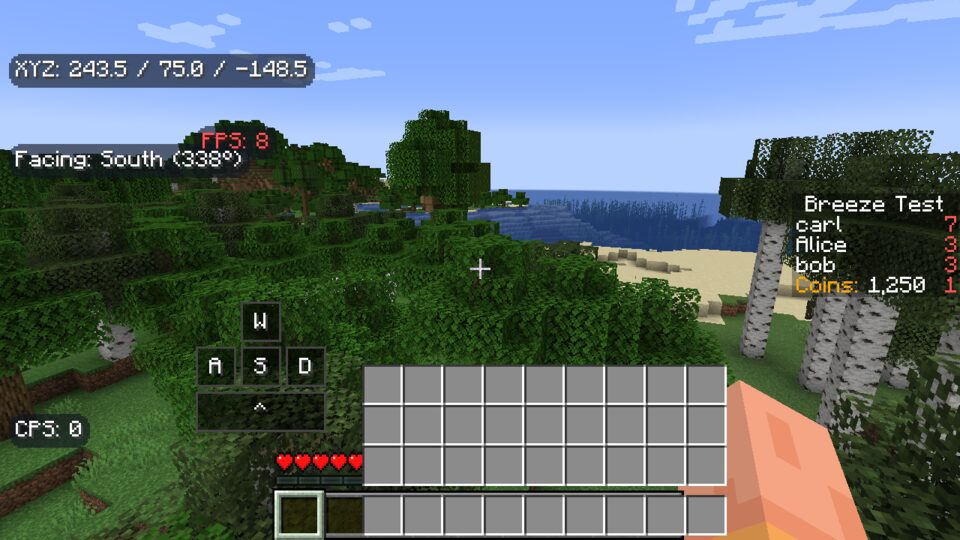 XYZ: 243.5 / 75.0 / -148.5
FPS: 8
Facing: South (338°)
Breeze Test
carl 7
Alice 3
bob 3
Coins: 1,250 1
W
A S D
^
CPS: 0